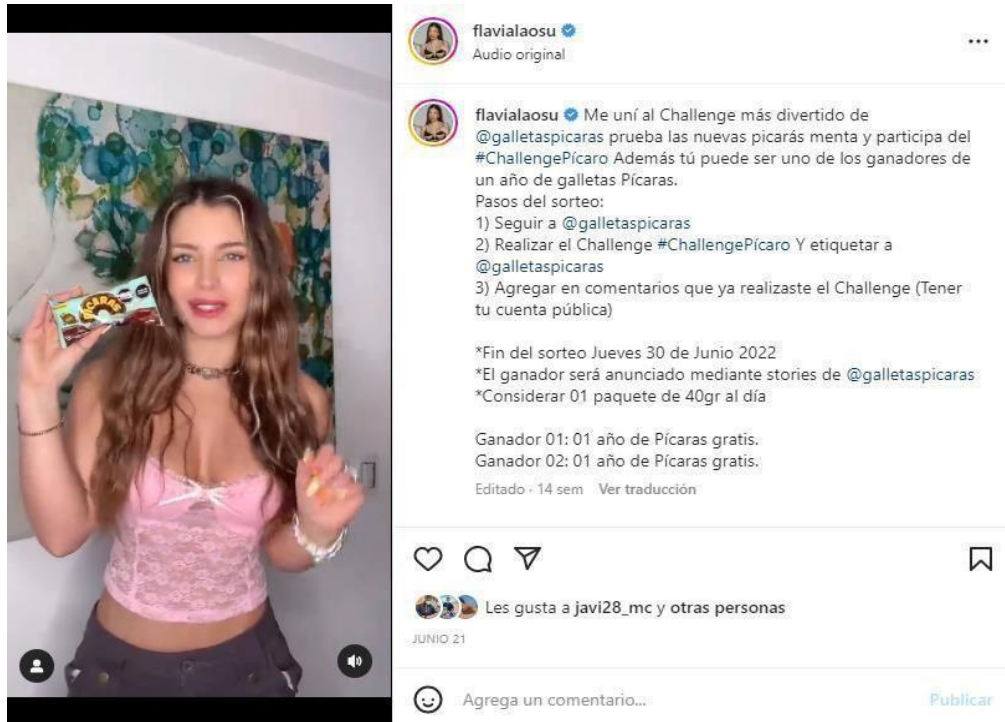 flavialaosu
Audio original
flavialaosu Me uní al Challenge más divertido de
@galletaspicaras prueba las nuevas picarás menta y participa del
#ChallengePícaro Además tú puede ser uno de los ganadores de
un año de galletas Pícaras.
Pasos del sorteo:
1) Seguir a @galletaspicaras
2) Realizar el Challenge #ChallengePícaro Y etiquetar a
@galletaspicaras
3) Agregar en comentarios que ya realizaste el Challenge (Tener
tu cuenta pública)
*Fin del sorteo Jueves 30 de Junio 2022
*El ganador será anunciado mediante stories de @galletaspicaras
*Considerar 01 paquete de 40gr al día
Ganador 01: 01 año de Pícaras gratis.
Ganador 02: 01 año de Pícaras gratis.
Editado · 14 sem Ver traducción
Les gusta a javi28_mc y otras personas
JUNIO 21
Agrega un comentario...
Publicar
PÍCARAS